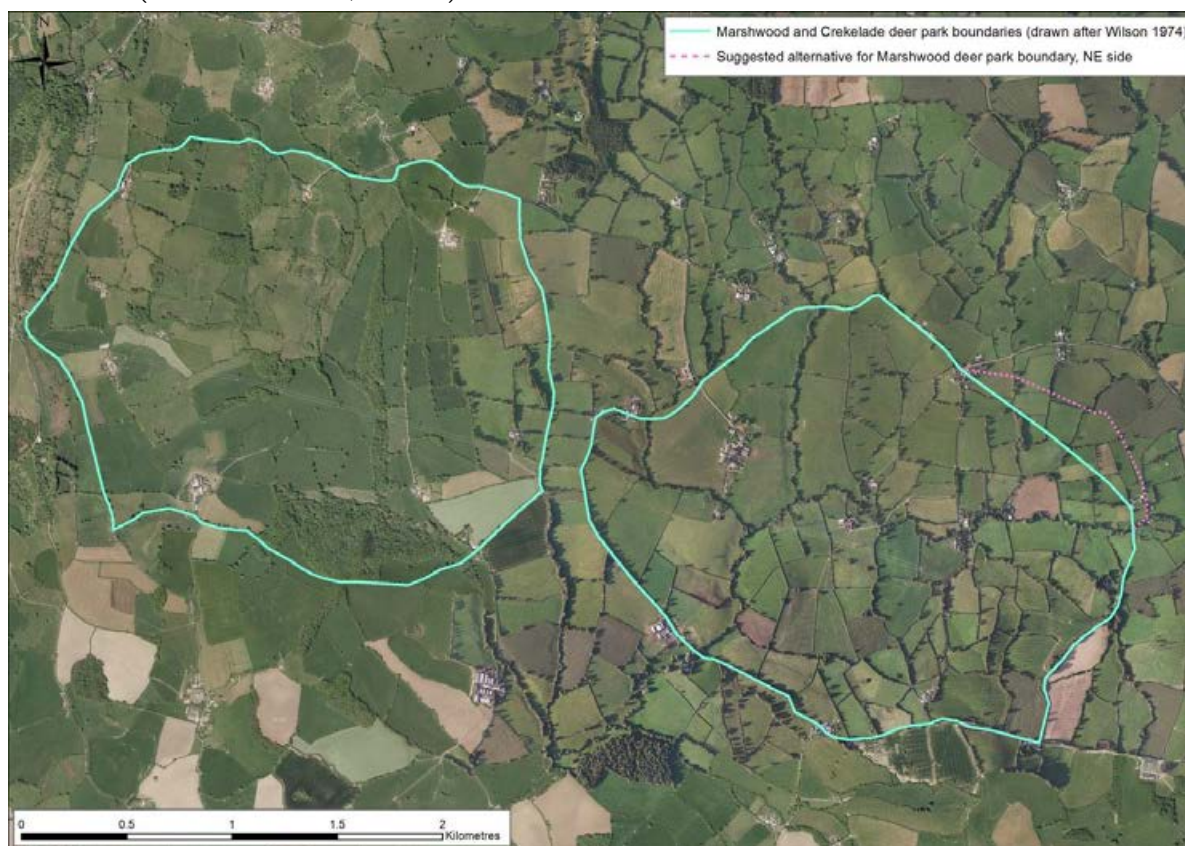 N
Marshwood and Crekelade deer park boundaries (drawn after Wilson 1974)
Suggested alternative for Marshwood deer park boundary, NE side
0 0.5 1 1.5 2
Kilometres